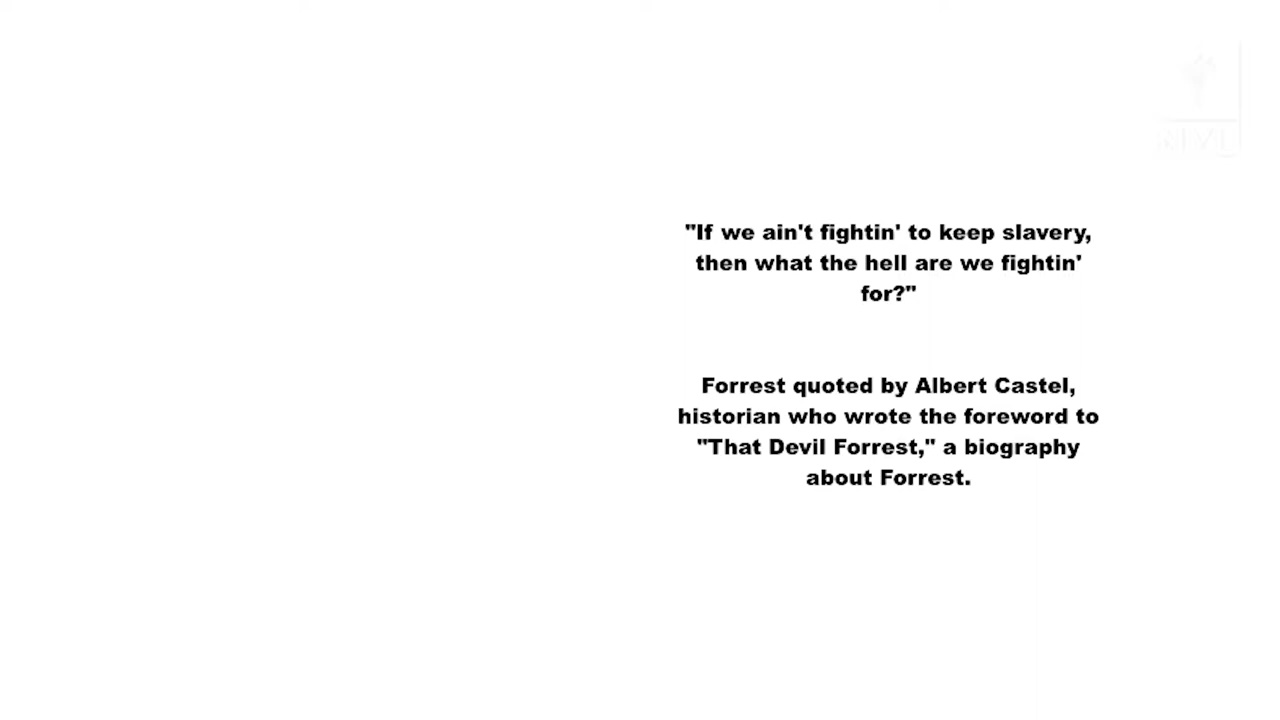 "If we ain't fightin' to keep slavery,
then what the hell are we fightin'
for?"
Forrest quoted by Albert Castel,
historian who wrote the foreword to
"That Devil Forrest," a biography
about Forrest.